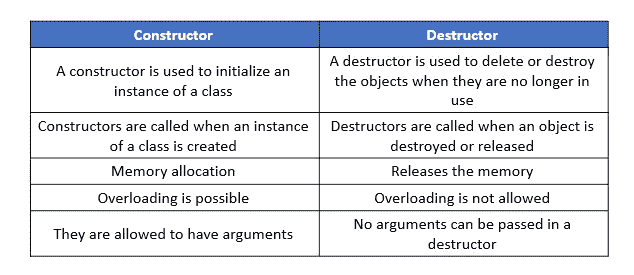 Constructor
Destructor
A constructor is used to initialize an
instance of a class
A destructor is used to delete or destroy
the objects when they are no longer in
use
Constructors are called when an instance
of a class is created
Destructors are called when an object is
destroyed or released
Memory allocation
Releases the memory
Overloading is possible
Overloading is not allowed
They are allowed to have arguments
No arguments can be passed in a
destructor